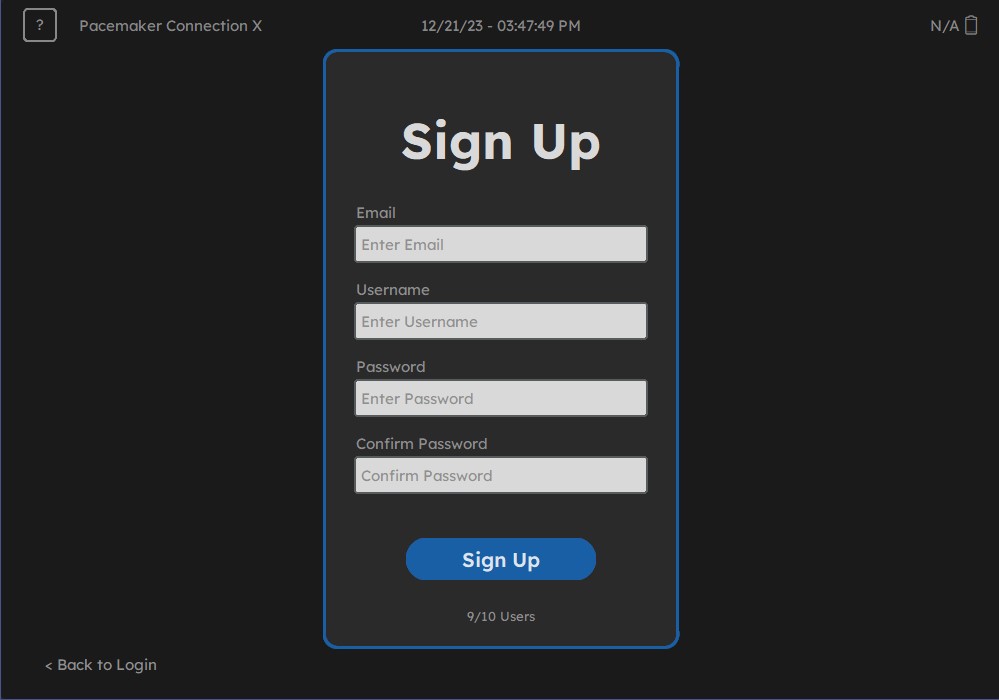 ?
Pacemaker Connection X
12/21/23 - 03:47:49 PM
N/A
Sign Up
Email
Enter Email
Username
Enter Username
Password
Enter Password
Confirm Password
Confirm Password
Sign Up
9/10 Users
< Back to Login